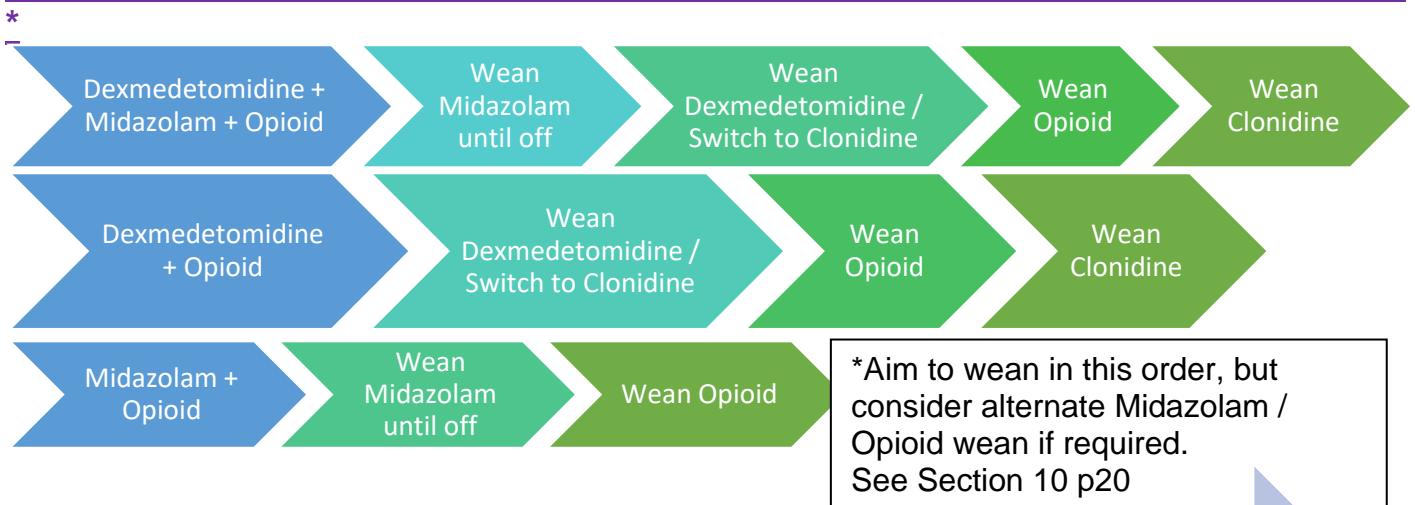 *
Dexmedetomidine +
Midazolam + Opioid
Wean
Midazolam
until off
Wean
Dexmedetomidine /
Switch to Clonidine
Wean
Opioid
Wean
Clonidine
Dexmedetomidine
+ Opioid
Wean
Dexmedetomidine /
Switch to Clonidine
Wean
Opioid
Wean
Clonidine
Midazolam +
Opioid
Wean
Midazolam
until off
Wean Opioid
*Aim to wean in this order, but
consider alternate Midazolam /
Opioid wean if required.
See Section 10 p20